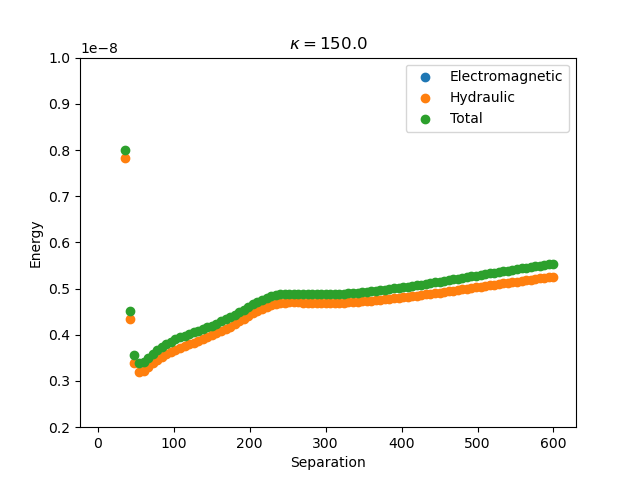 κ = 150.0
1e−8
1.0
0.9
0.8
0.7
0.6
0.5
0.4
0.3
0.2
Energy
Electromagnetic
Hydraulic
Total
0 100 200 300 400 500 600
Separation